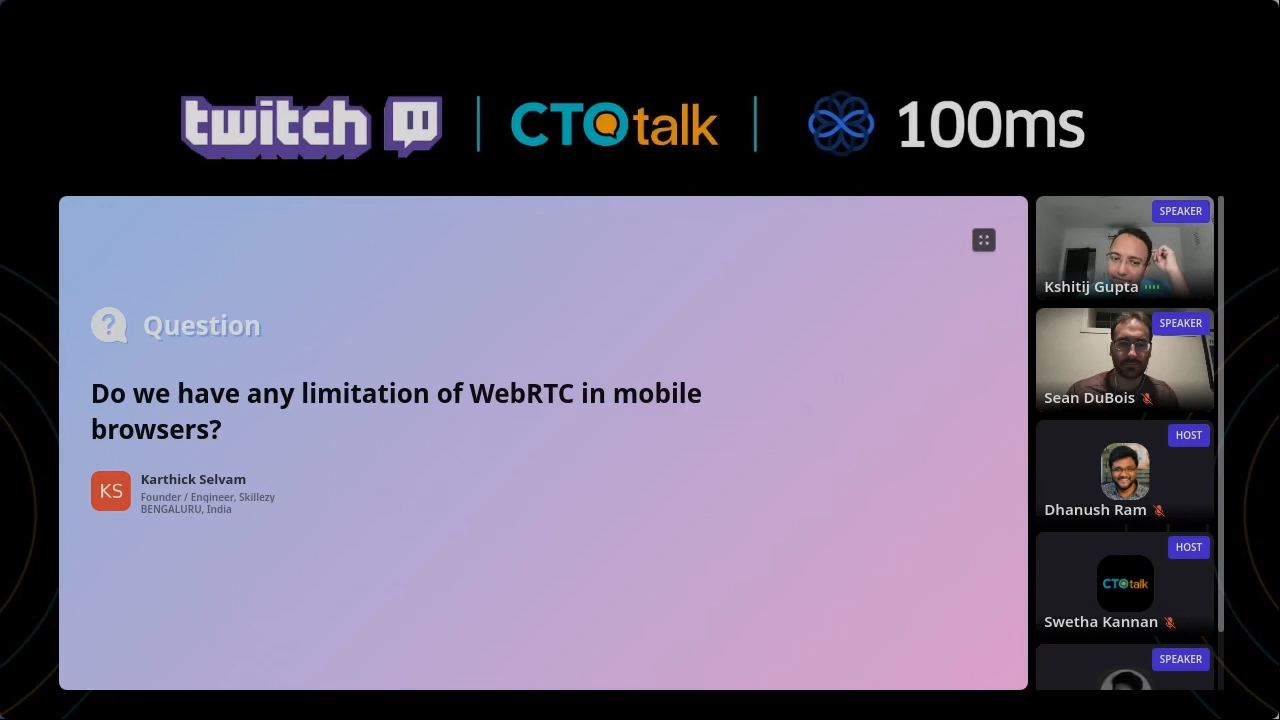 twitch
CTOtalk
100ms
Question
Do we have any limitation of WebRTC in mobile
browsers?
KS
Karthick Selvam
Founder / Engineer, Skillezy
BENGALURU, India
SPEAKER
Kshitij Gupta
SPEAKER
Sean DuBois
HOST
Dhanush Ram
HOST
CTOtalk
Swetha Kannan
SPEAKER